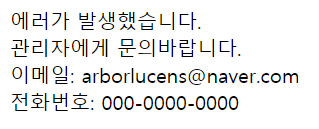 에러가 발생했습니다.
관리자에게 문의바랍니다.
이메일: arborlucens@naver.com
전화번호: 000-0000-0000